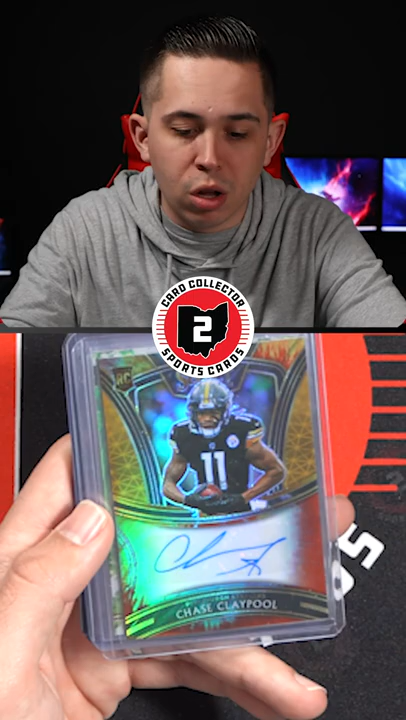 CARD COLLECTOR
2
SPORTS CARDS
RC
11
CHASE CLAYPOOL